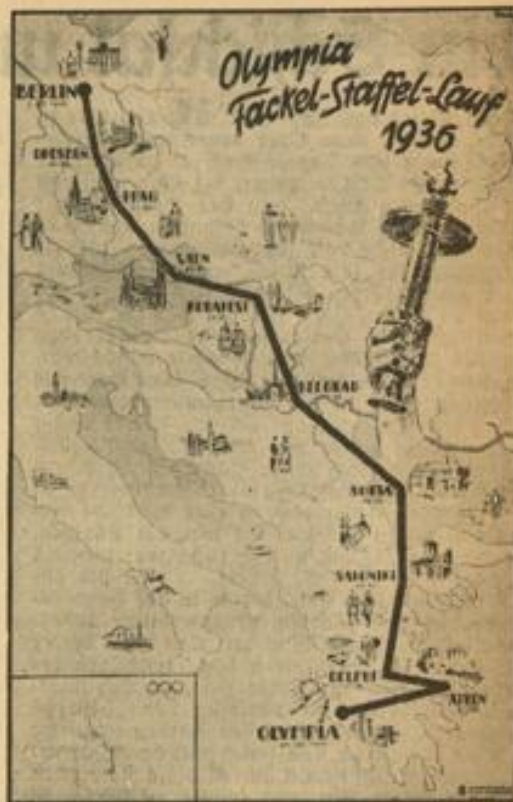 Olympia
Fackel-Staffel-Lauf
1936
BERLIN
DRESDEN
PRAG
WIEN
BUDAPEST
BELGRAD
SOFIA
SALONIKI
DELPHI
ATHEN
OLYMPIA